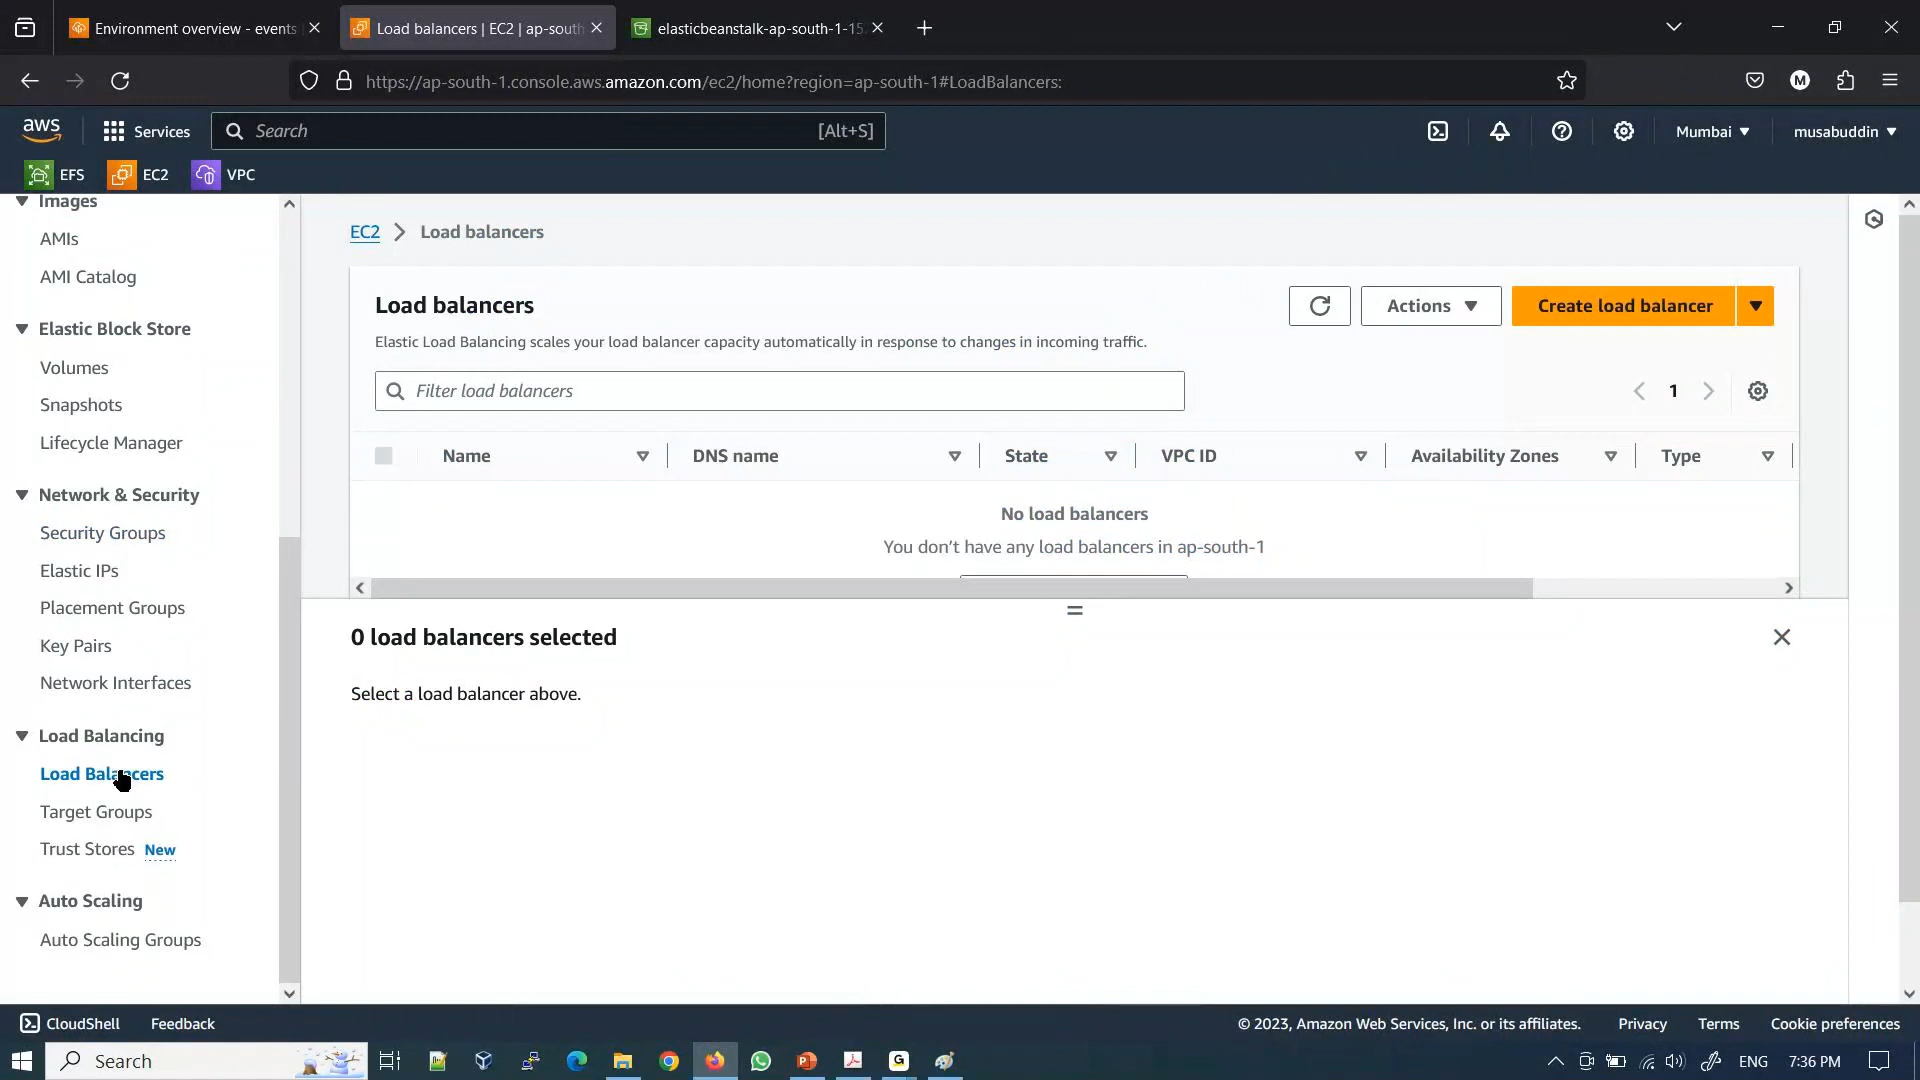 Environment overview - events
Load balancers | EC2 | ap-south
elasticbeanstalk-ap-south-1-15
https://ap-south-1.console.aws.amazon.com/ec2/home?region=ap-south-1#LoadBalancers:
M
aws
Services
Search
[Alt+S]
Mumbai
musabuddin
EFS
EC2
VPC
Images
AMIs
AMI Catalog
Elastic Block Store
Volumes
Snapshots
Lifecycle Manager
Network & Security
Security Groups
Elastic IPs
Placement Groups
Key Pairs
Network Interfaces
Load Balancing
Load Balancers
Target Groups
Trust Stores New
Auto Scaling
Auto Scaling Groups
EC2 > Load balancers
Load balancers
Actions
Create load balancer
Elastic Load Balancing scales your load balancer capacity automatically in response to changes in incoming traffic.
Filter load balancers
1
Name
DNS name
State
VPC ID
Availability Zones
Type
No load balancers
You don't have any load balancers in ap-south-1
0 load balancers selected
Select a load balancer above.
CloudShell
Feedback
© 2023, Amazon Web Services, Inc. or its affiliates.
Privacy
Terms
Cookie preferences
Search
ENG
7:36 PM